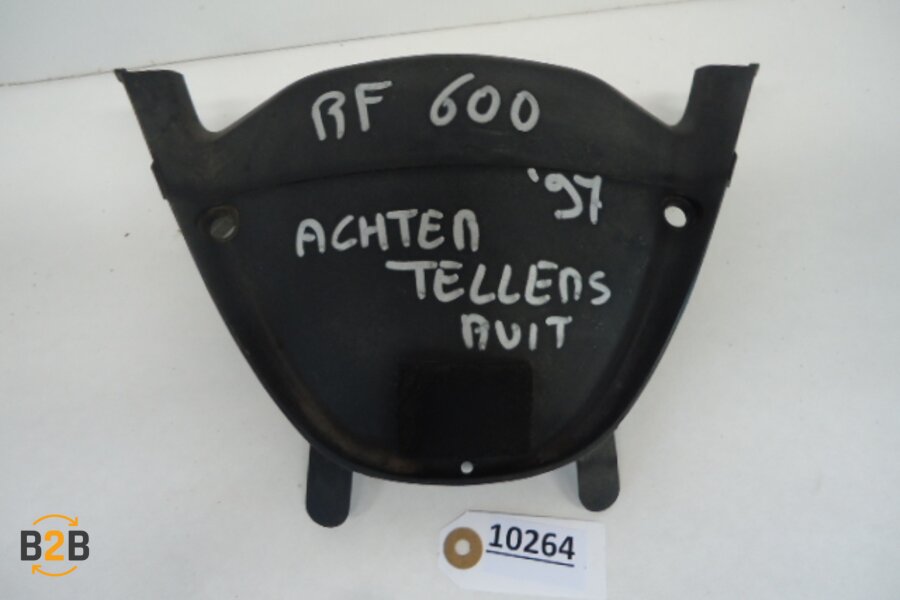 RF 600
'97
ACHTER
TELLERS
RUIT
10264
B2B